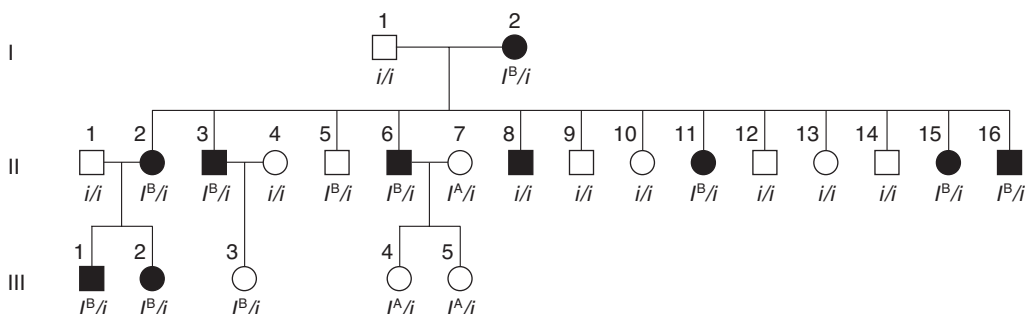 1 2
I
i/i I^B/i
1 2 3 4 5 6 7 8 9 10 11 12 13 14 15 16
II
i/i I^B/i I^B/i i/i I^B/i I^B/i I^A/i i/i i/i i/i I^B/i i/i i/i i/i I^B/i I^B/i
1 2 3 4 5
III
I^B/i I^B/i I^B/i I^A/i I^A/i